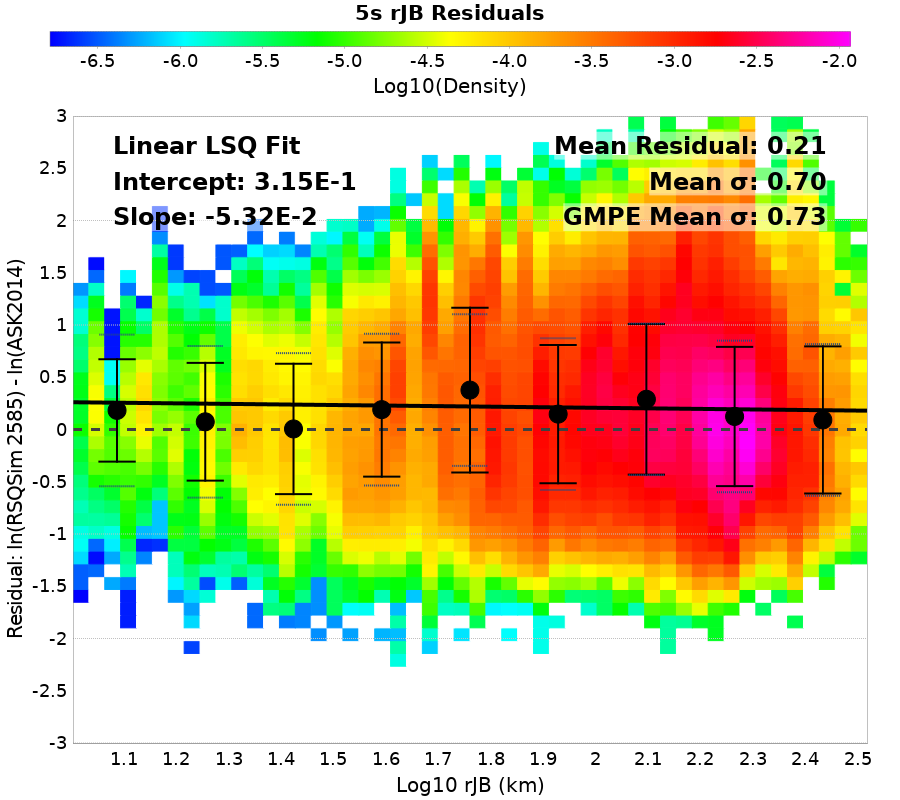 5s rJB Residuals
-6.5 -6.0 -5.5 -5.0 -4.5 -4.0 -3.5 -3.0 -2.5 -2.0
Log10(Density)
Linear LSQ Fit
Intercept: 3.15E-1
Slope: -5.32E-2
Mean Residual: 0.21
Mean σ: 0.70
GMPE Mean σ: 0.73
Residual: ln(RSQSim 2585) - ln(ASK2014)
3
2.5
2
1.5
1
0.5
0
-0.5
-1
-1.5
-2
-2.5
-3
1.1 1.2 1.3 1.4 1.5 1.6 1.7 1.8 1.9 2 2.1 2.2 2.3 2.4 2.5
Log10 rJB (km)